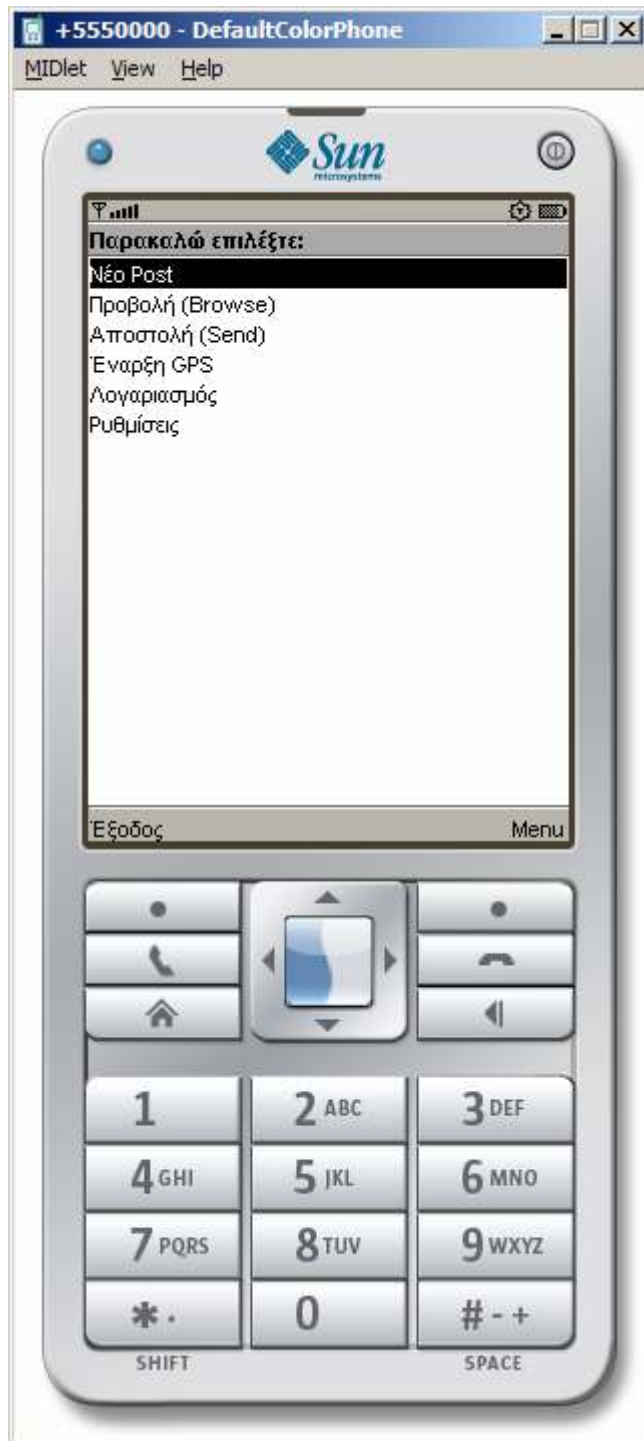 +5550000 - DefaultColorPhone
MIDlet View Help
Sun
microsystems
Παρακαλώ επιλέξτε:
Νέο Post
Προβολή (Browse)
Αποστολή (Send)
Έναρξη GPS
Λογαριασμός
Ρυθμίσεις
Έξοδος Menu
1 2 ABC 3 DEF
4 GHI 5 JKL 6 MNO
7 PQRS 8 TUV 9 WXYZ
* . 0 # - +
SHIFT SPACE